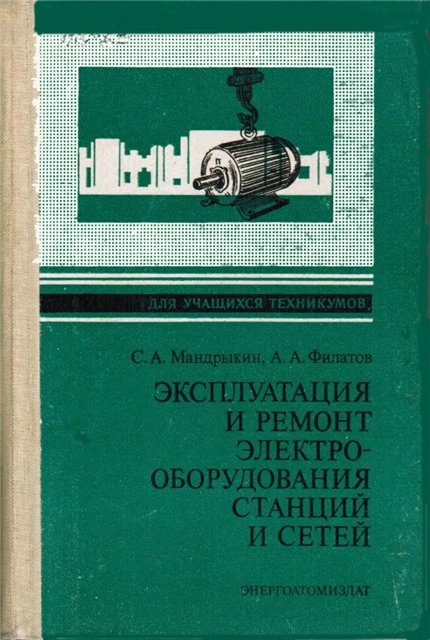 ДЛЯ УЧАЩИХСЯ ТЕХНИКУМОВ
С. А. Мандрыкин, А. А. Филатов
ЭКСПЛУАТАЦИЯ
И РЕМОНТ
ЭЛЕКТРО-
ОБОРУДОВАНИЯ
СТАНЦИЙ
И СЕТЕЙ
ЭНЕРГОАТОМИЗДАТ